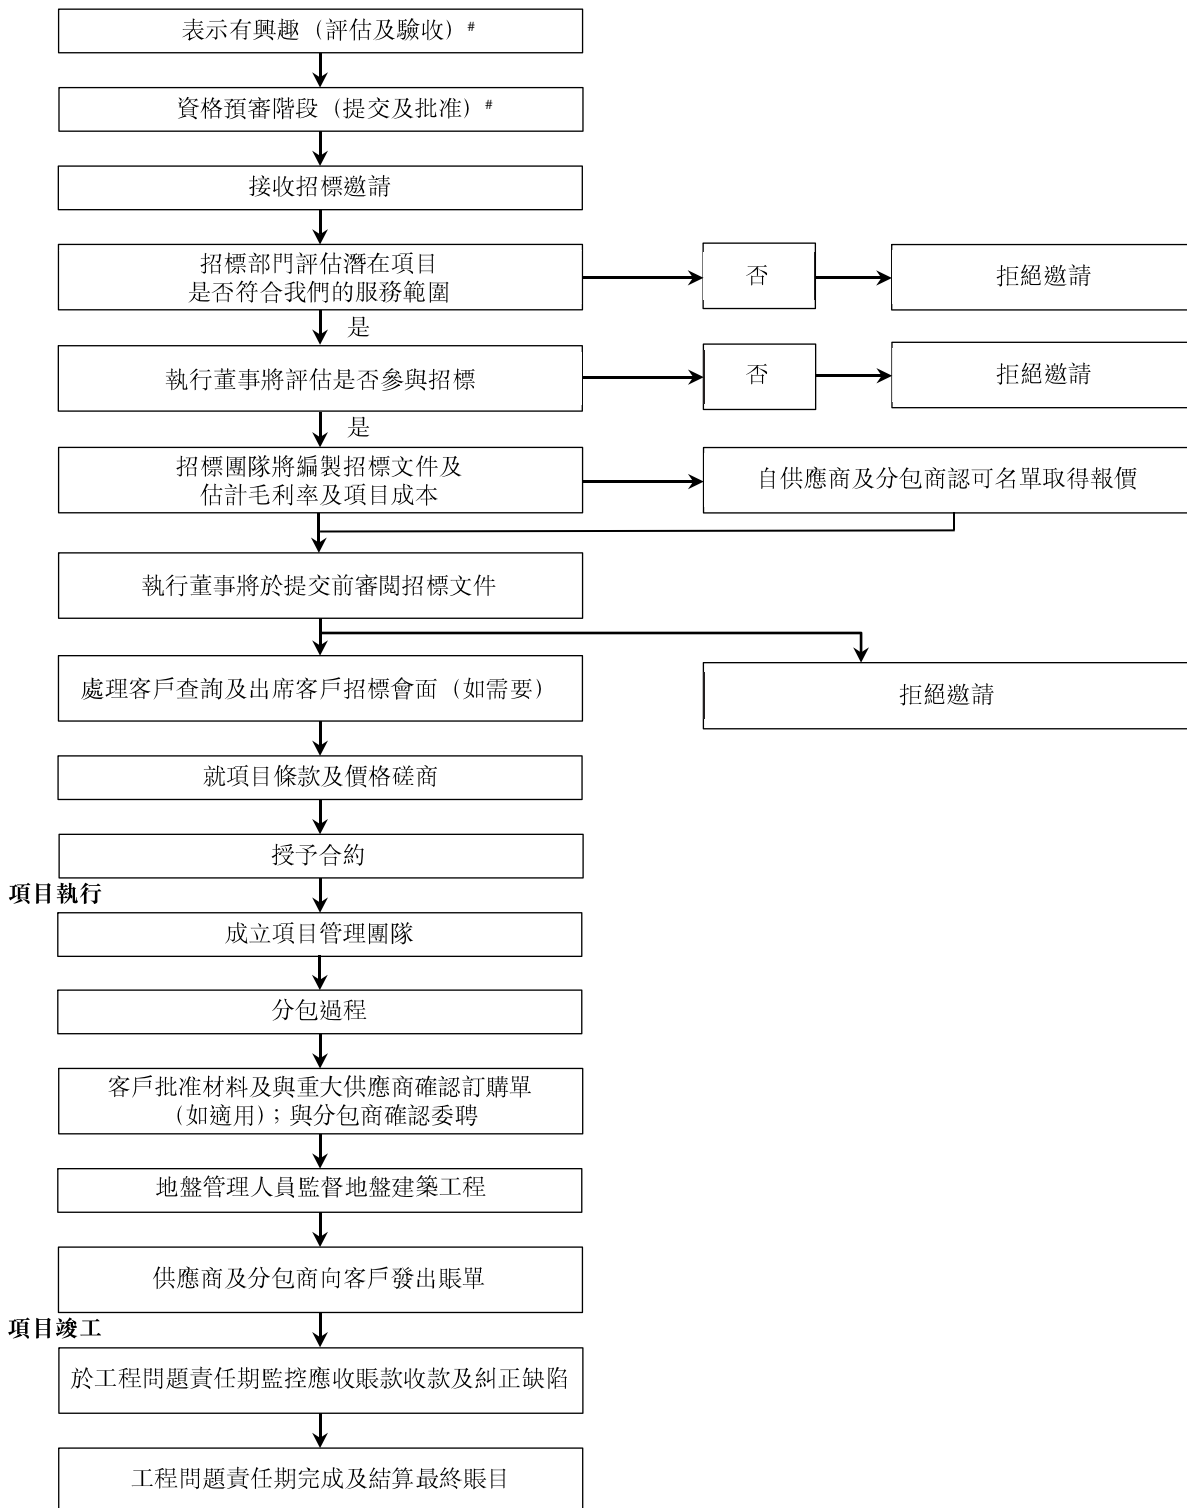 表示有興趣（評估及驗收）#
資格預審階段（提交及批准）#
接收招標邀請
招標部門評估潛在項目
是否符合我們的服務範圍
否
拒絕邀請
是
執行董事將評估是否參與招標
否
拒絕邀請
是
招標團隊將編製招標文件及
估計毛利率及項目成本
自供應商及分包商認可名單取得報價
執行董事將於提交前審閱招標文件
處理客戶查詢及出席客戶招標會面（如需要）
拒絕邀請
就項目條款及價格磋商
授予合約
項目執行
成立項目管理團隊
分包過程
客戶批准材料及與重大供應商確認訂購單
（如適用）；與分包商確認委聘
地盤管理人員監督地盤建築工程
供應商及分包商向客戶發出賬單
項目竣工
於工程問題責任期監控應收賬款收款及糾正缺陷
工程問題責任期完成及結算最終賬目